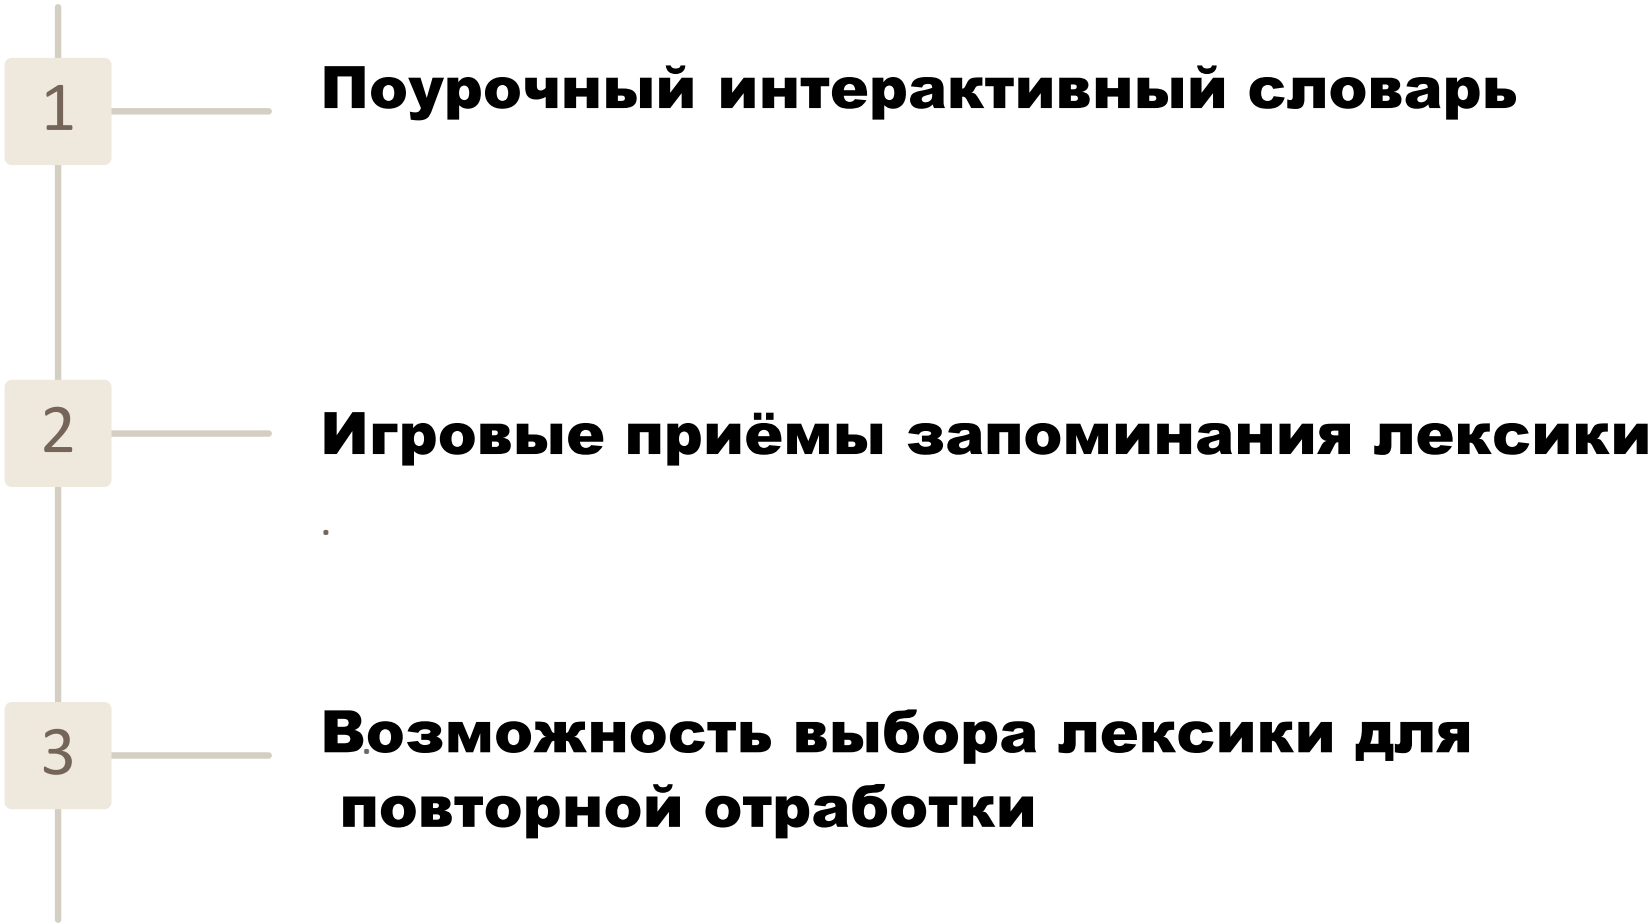 1
Поурочный интерактивный словарь
2
Игровые приёмы запоминания лексики
.
3
Возможность выбора лексики для
повторной отработки